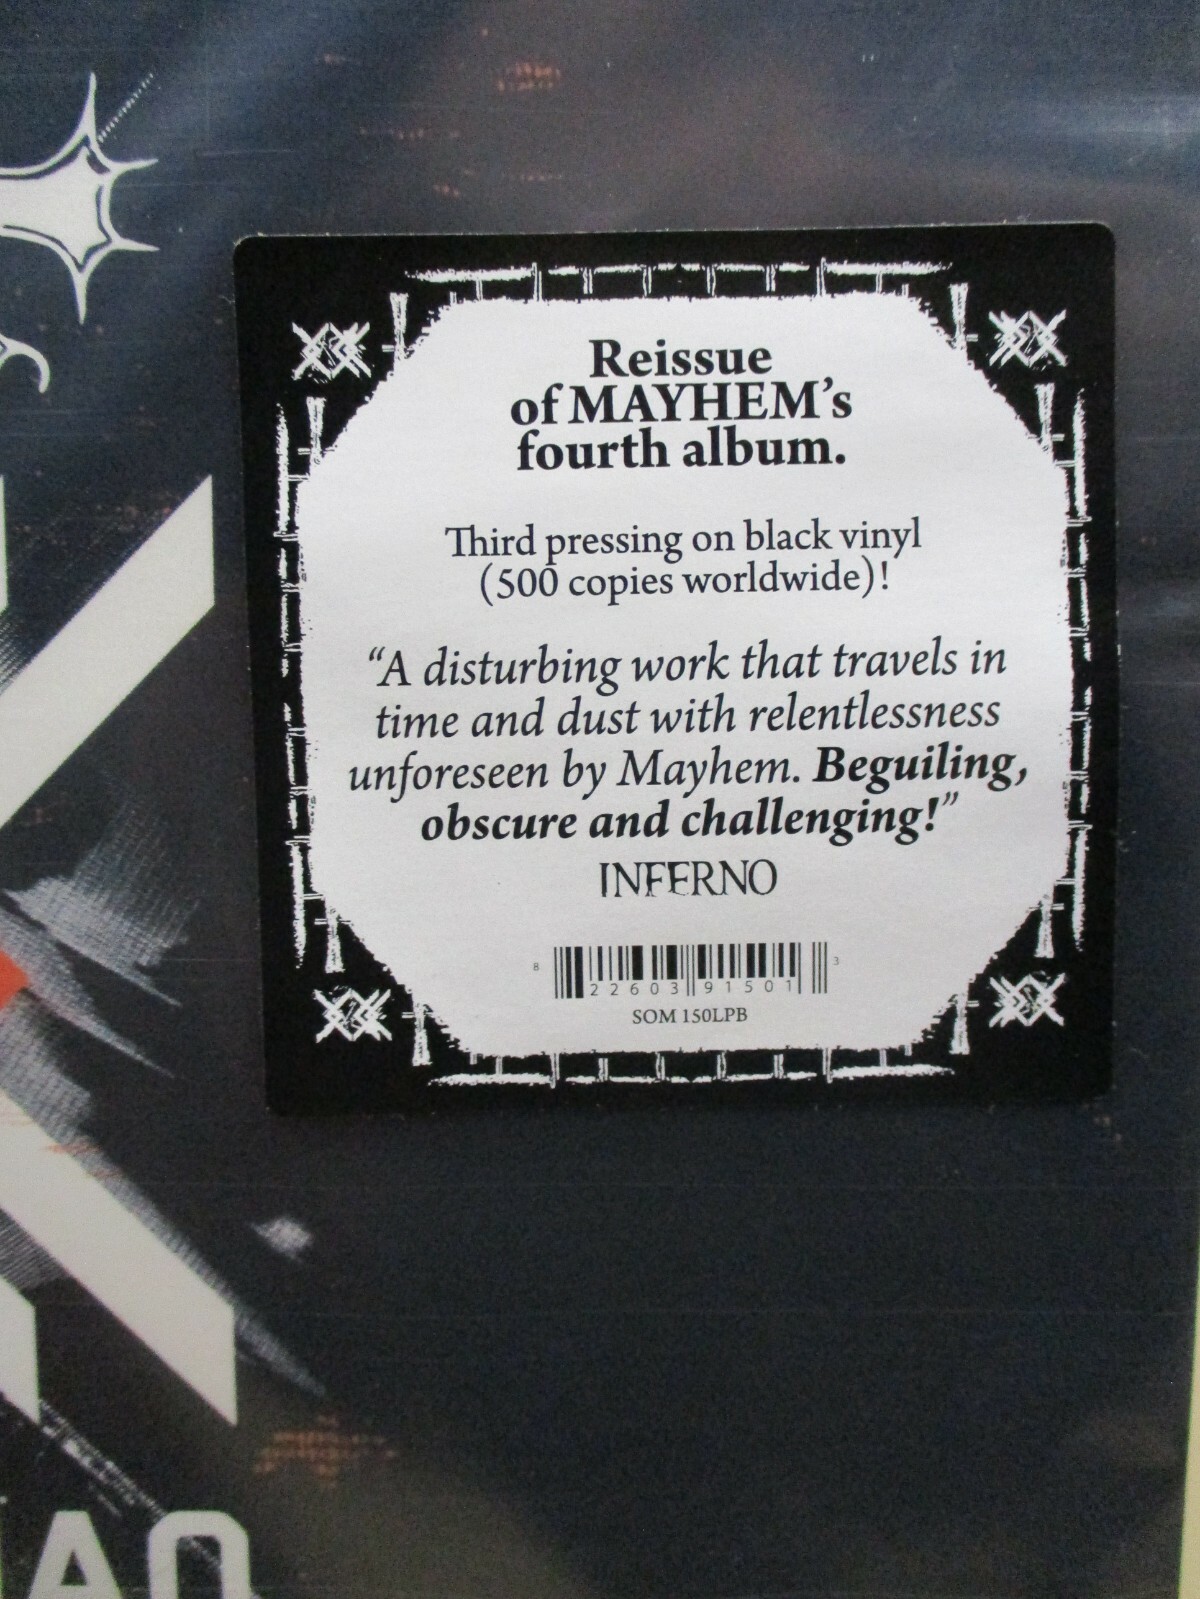 Reissue
of MAYHEM's
fourth album.
Third pressing on black vinyl
(500 copies worldwide)!
“A disturbing work that travels in
time and dust with relentlessness
unforeseen by Mayhem. Beguiling,
obscure and challenging!”
INFERNO
8 22603 91501 3
SOM 150LPB